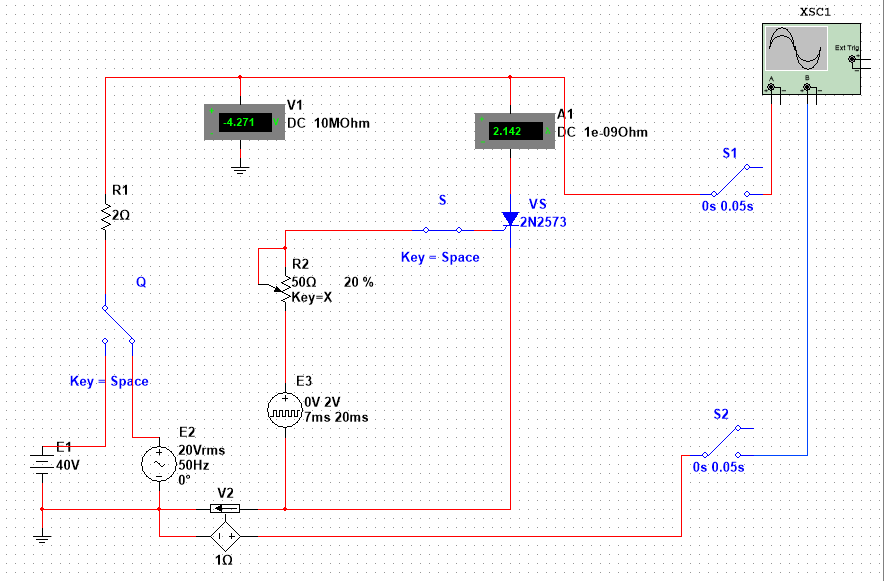 XSC1
Ext Trig
+
-
A
B
+ - + -
V1
+
-4.271 V
DC 10MOhm
A1
+
2.142 A
-
DC 1e-09Ohm
S1
0s 0.05s
R1
2Ω
S
VS
2N2573
Key = Space
R2
50Ω 20 %
Key=X
Q
Key = Space
E3
+
0V 2V
7ms 20ms
E1
40V
E2
+
20Vrms
50Hz
0°
S2
0s 0.05s
V2
- +
1Ω